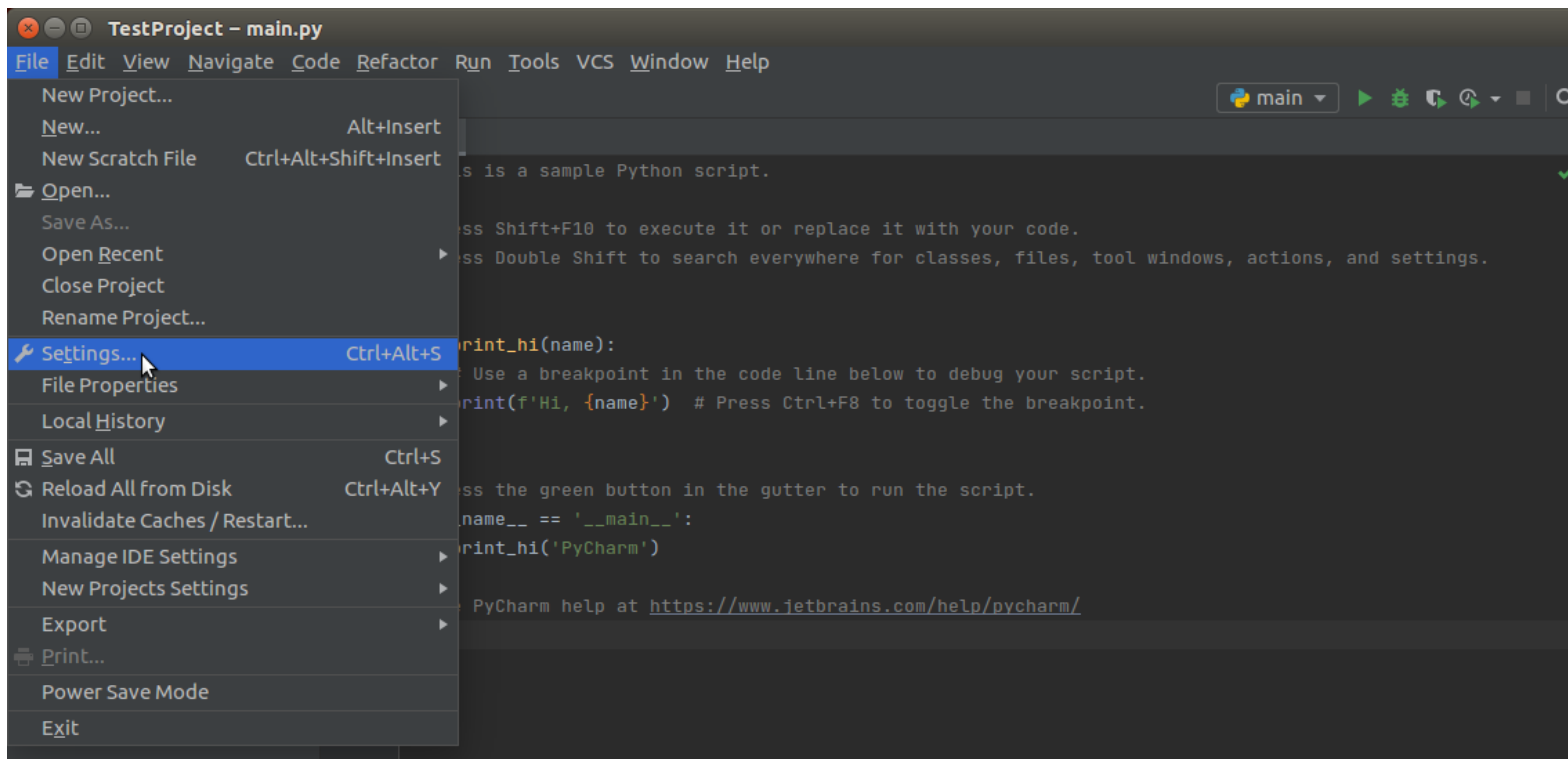 TestProject – main.py
File Edit View Navigate Code Refactor Run Tools VCS Window Help
main
New Project...
New... Alt+Insert
New Scratch File Ctrl+Alt+Shift+Insert
Open...
Save As...
Open Recent
Close Project
Rename Project...
Settings... Ctrl+Alt+S
File Properties
Local History
Save All Ctrl+S
Reload All from Disk Ctrl+Alt+Y
Invalidate Caches / Restart...
Manage IDE Settings
New Projects Settings
Export
Print...
Power Save Mode
Exit
is a sample Python script.
Shift+F10 to execute it or replace it with your code.
Double Shift to search everywhere for classes, files, tool windows, actions, and settings.
rint_hi(name):
Use a breakpoint in the code line below to debug your script.
rint(f'Hi, {name}')  # Press Ctrl+F8 to toggle the breakpoint.
ess the green button in the gutter to run the script.
name__ == '__main__':
rint_hi('PyCharm')
PyCharm help at https://www.jetbrains.com/help/pycharm/